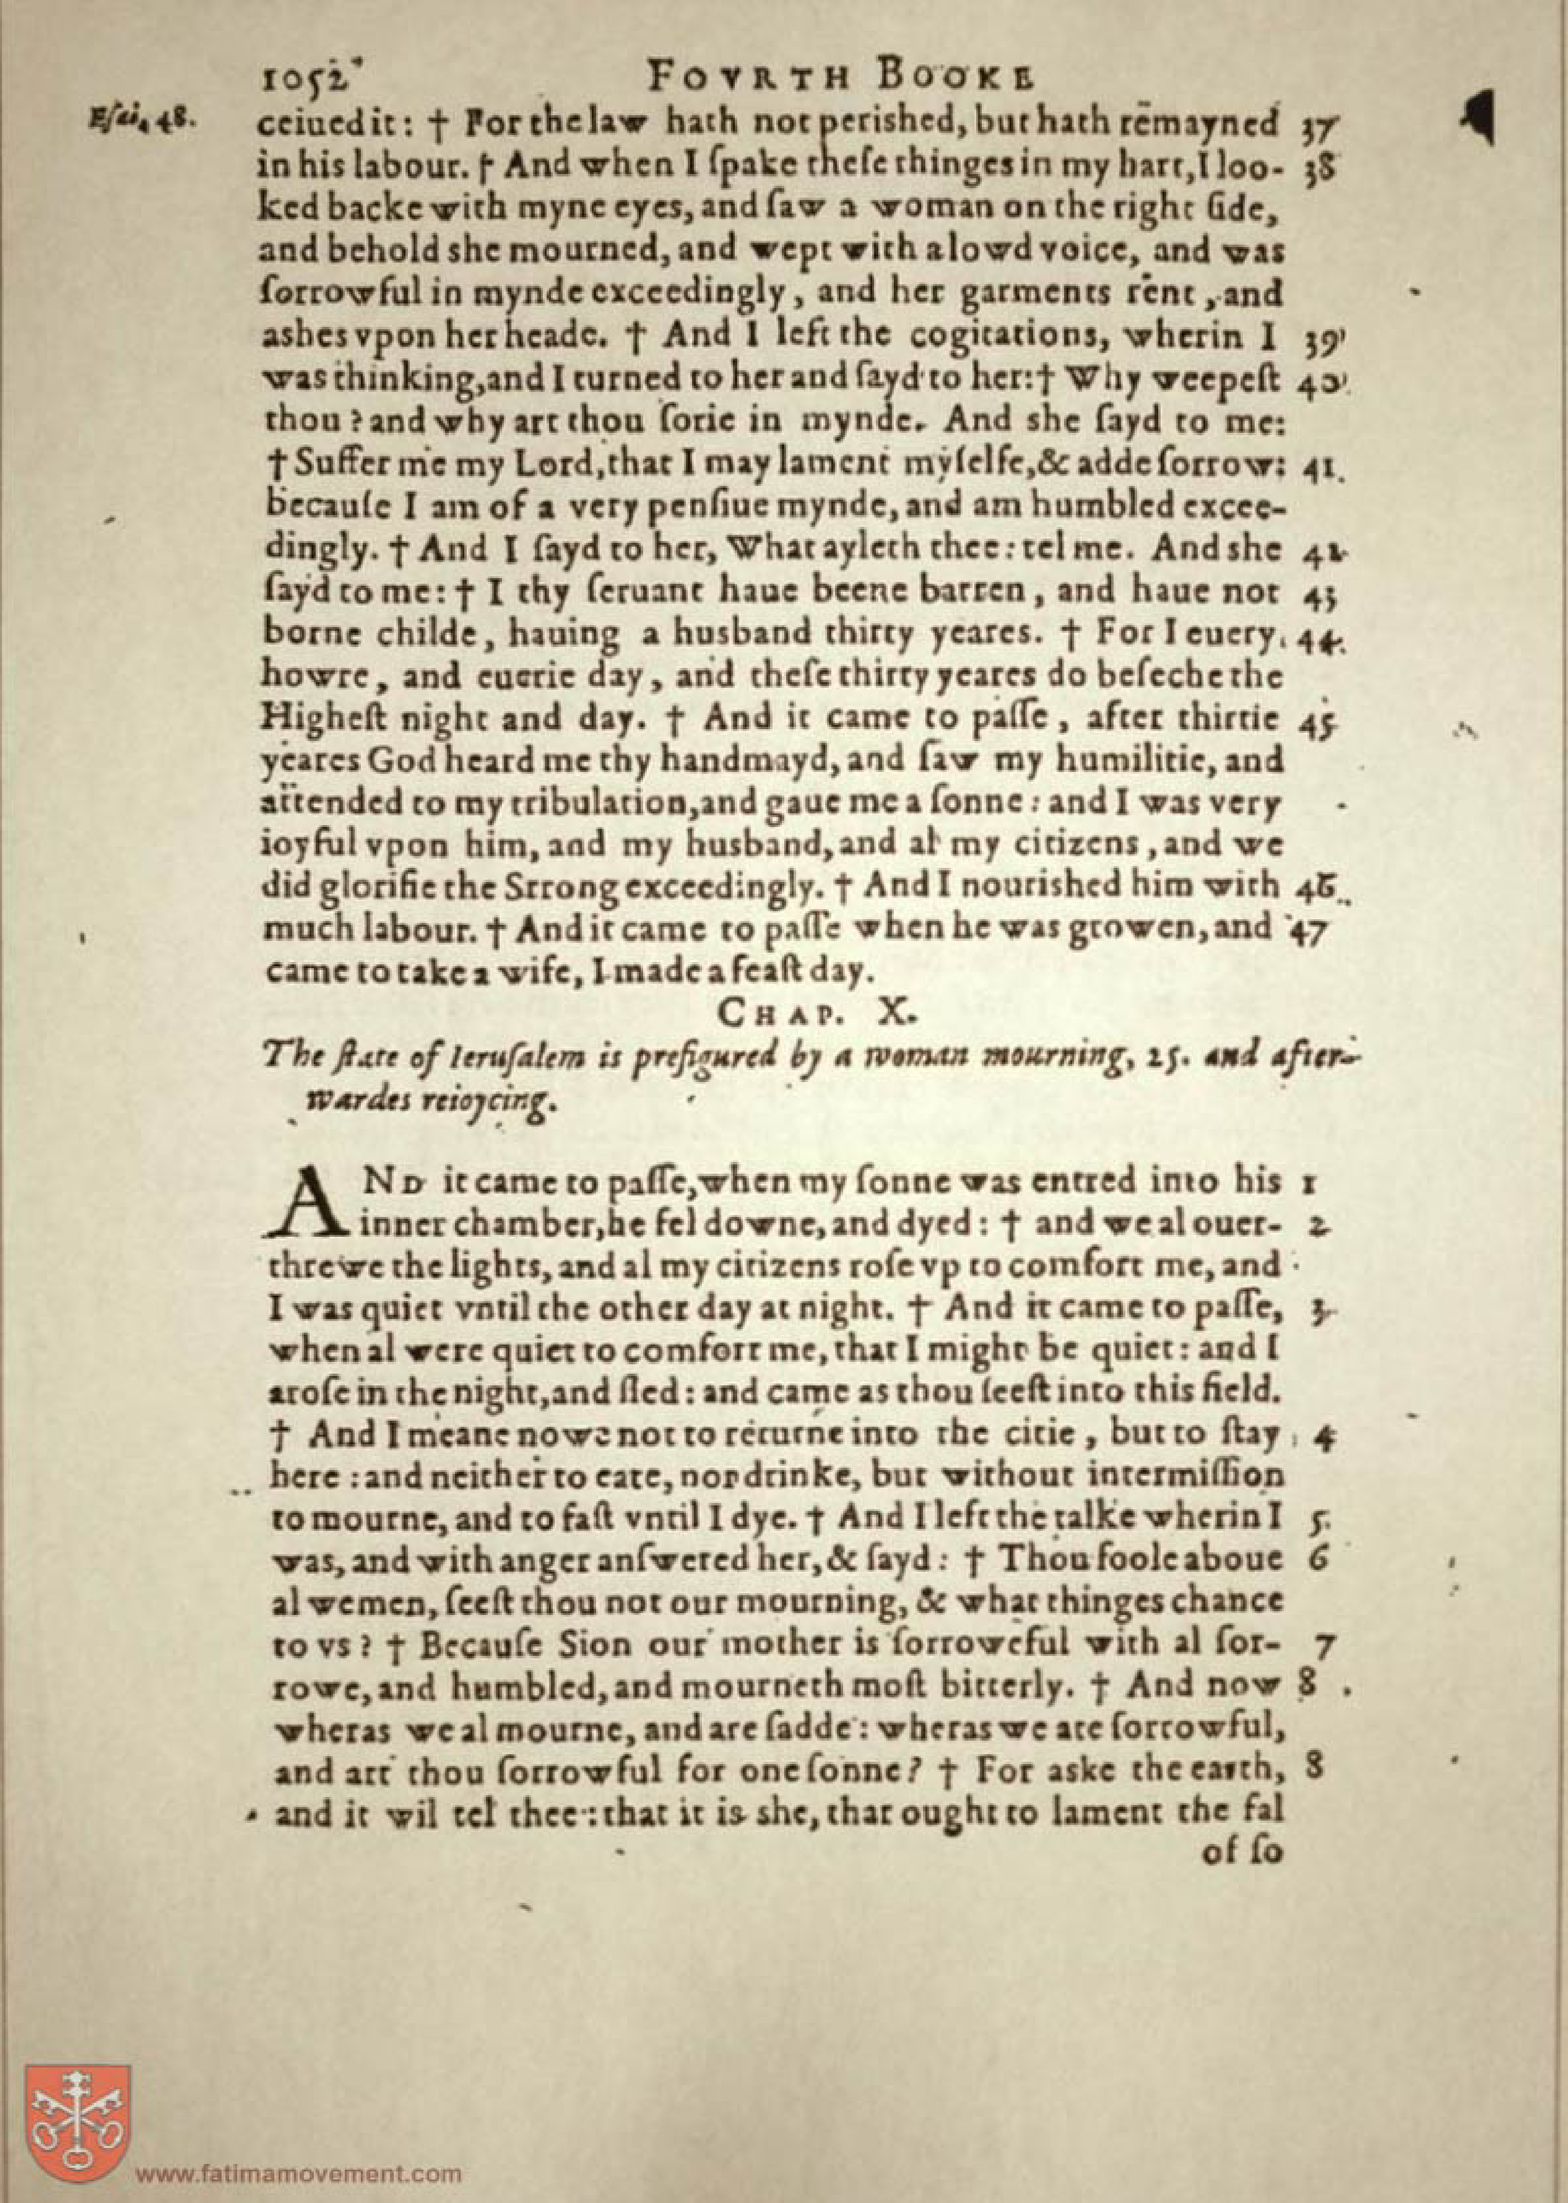 1052 FOVRTH BOOKE
Esai. 48.
ceiued it: † For the law hath not perished, but hath remayned 37
in his labour. † And when I ſpake theſe thinges in my hart, I loo- 38
ked backe with myne eyes, and ſaw a woman on the right ſide,
and behold she mourned, and wept with a lowd voice, and was
ſorrowful in mynde exceedingly, and her garments rent, and
ashes vpon her heade. † And I left the cogitations, wherin I 39
was thinking, and I turned to her and ſayd to her: † Why weepeſt 40
thou? and why art thou ſorie in mynde. And she ſayd to me:
† Suffer me my Lord, that I may lament myſelfe, & adde ſorrow: 41
becauſe I am of a very penſiue mynde, and am humbled excee-
dingly. † And I ſayd to her, What ayleth thee: tel me. And she 42
ſayd to me: † I thy ſeruant haue beene barren, and haue not 43
borne childe, hauing a husband thirty yeares. † For I euery 44
howre, and euerie day, and theſe thirty yeares do beſeche the
Higheſt night and day. † And it came to paſſe, after thirtie 45
yeares God heard me thy handmayd, and ſaw my humilitie, and
attended to my tribulation, and gaue me a ſonne: and I was very
ioyful vpon him, and my husband, and al my citizens, and we
did glorifie the Strong exceedingly. † And I nourished him with 46
much labour. † And it came to paſſe when he was growen, and 47
came to take a wife, I made a feaſt day.
CHAP. X.
The ſtate of Ieruſalem is prefigured by a woman mourning, 25. and after-
wardes reioycing.
AND it came to paſſe, when my ſonne was entred into his 1
inner chamber, he fel downe, and dyed: † and we al ouer- 2
threwe the lights, and al my citizens roſe vp to comfort me, and
I was quiet vntil the other day at night. † And it came to paſſe, 3
when al were quiet to comfort me, that I might be quiet: and I
aroſe in the night, and fled: and came as thou ſeeſt into this field.
† And I meane nowe not to returne into the citie, but to ſtay 4
here: and neither to eate, nor drinke, but without intermiſſion
to mourne, and to faſt vntil I dye. † And I left the talke wherin I 5
was, and with anger anſwered her, & ſayd: † Thou foole aboue 6
al wemen, ſeeſt thou not our mourning, & what thinges chance
to vs? † Becauſe Sion our mother is ſorroweful with al ſor- 7
rowe, and humbled, and mourneth moſt bitterly. † And now 8
wheras we al mourne, and are ſadde: wheras we are ſorrowful,
and art thou ſorrowful for one ſonne? † For aske the earth, 8
and it wil tel thee: that it is she, that ought to lament the fal
of ſo
www.fatimamovement.com